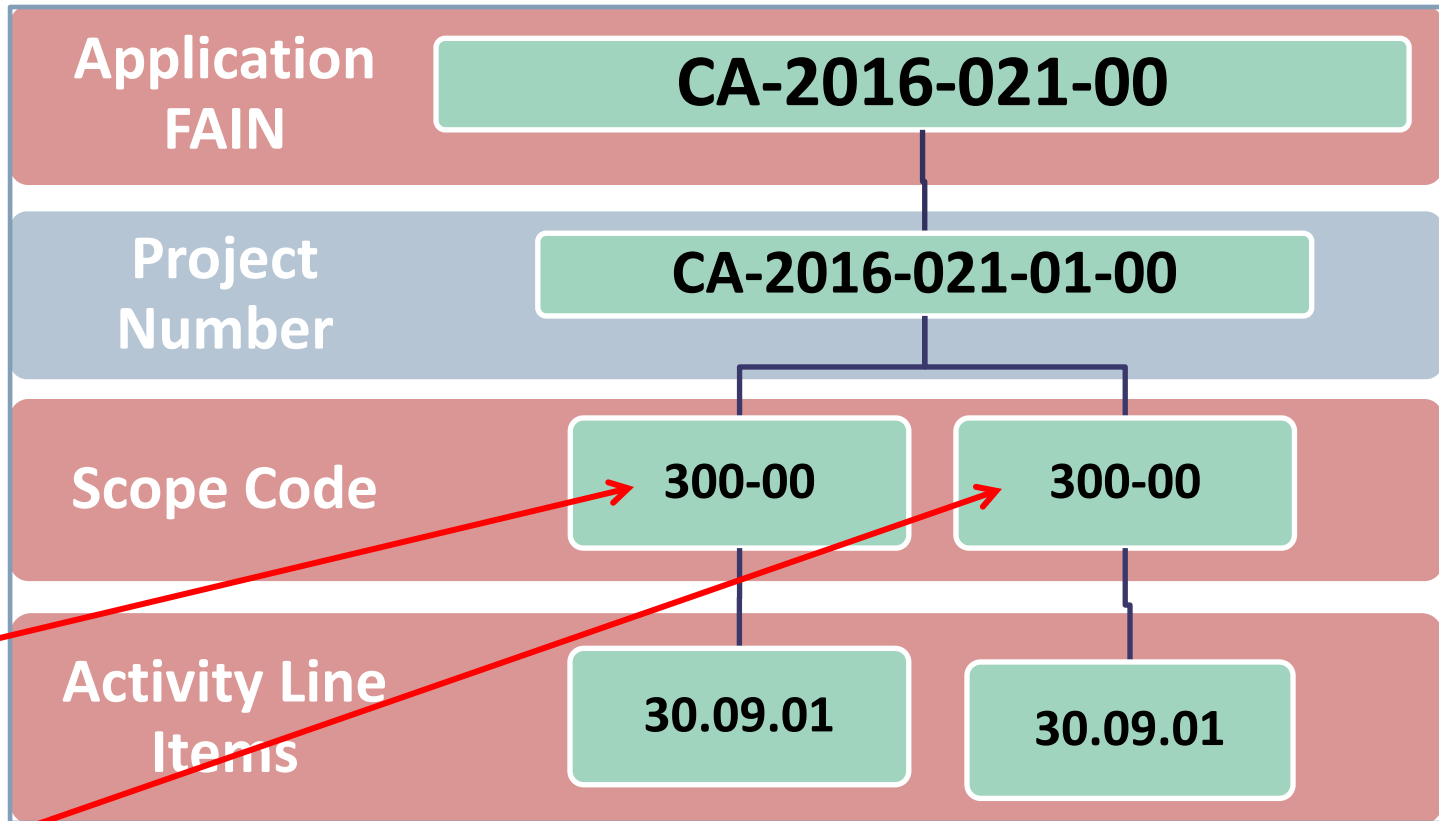 Application
FAIN
CA-2016-021-00
Project
Number
CA-2016-021-01-00
Scope Code
300-00
300-00
Activity Line
Items
30.09.01
30.09.01